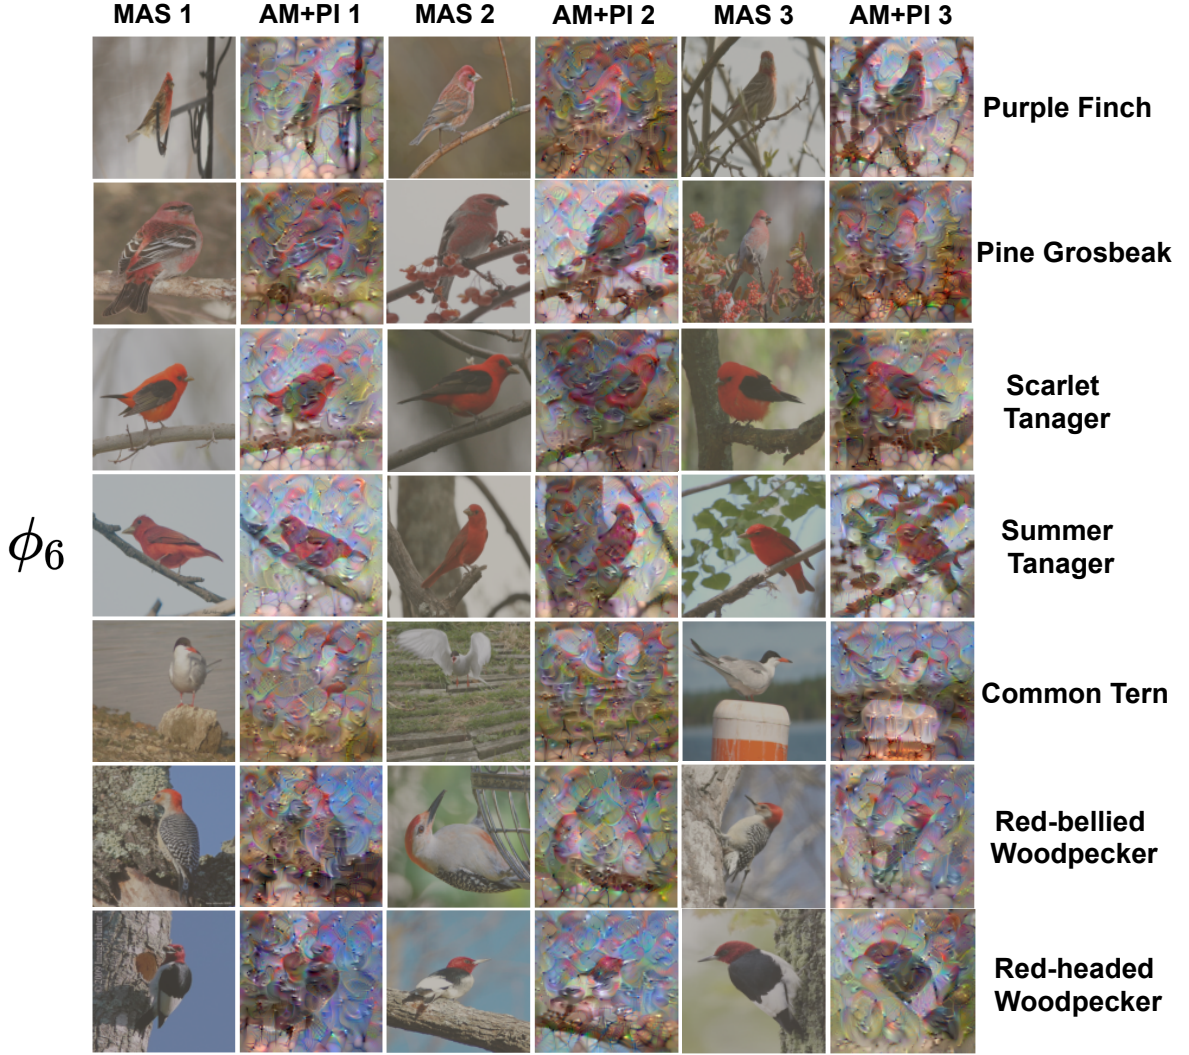 MAS 1 AM+PI 1 MAS 2 AM+PI 2 MAS 3 AM+PI 3
Purple Finch
Pine Grosbeak
Scarlet
Tanager
Summer
Tanager
ϕ6
Common Tern
Red-bellied
Woodpecker
Red-headed
Woodpecker